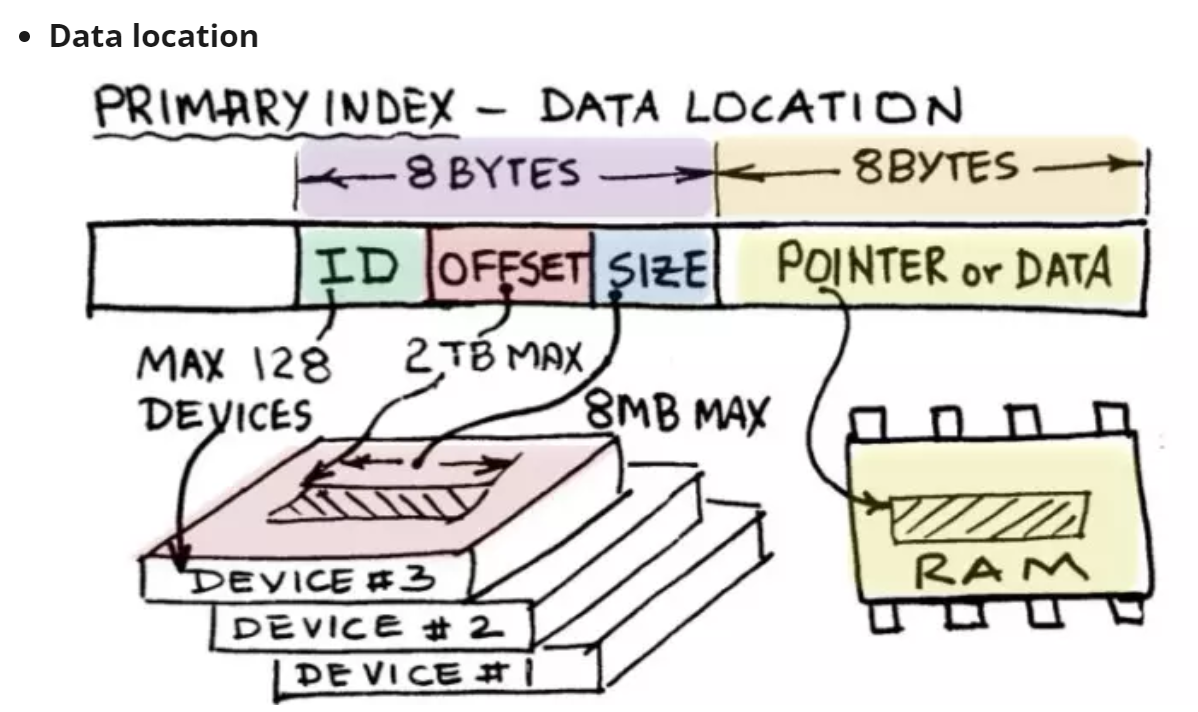 Data location
PRIMARY INDEX – DATA LOCATION
8 BYTES
8BYTES
ID
OFFSET
SIZE
POINTER or DATA
MAX 128
DEVICES
2 TB MAX
8MB MAX
DEVICE #3
DEVICE #2
DEVICE #1
RAM